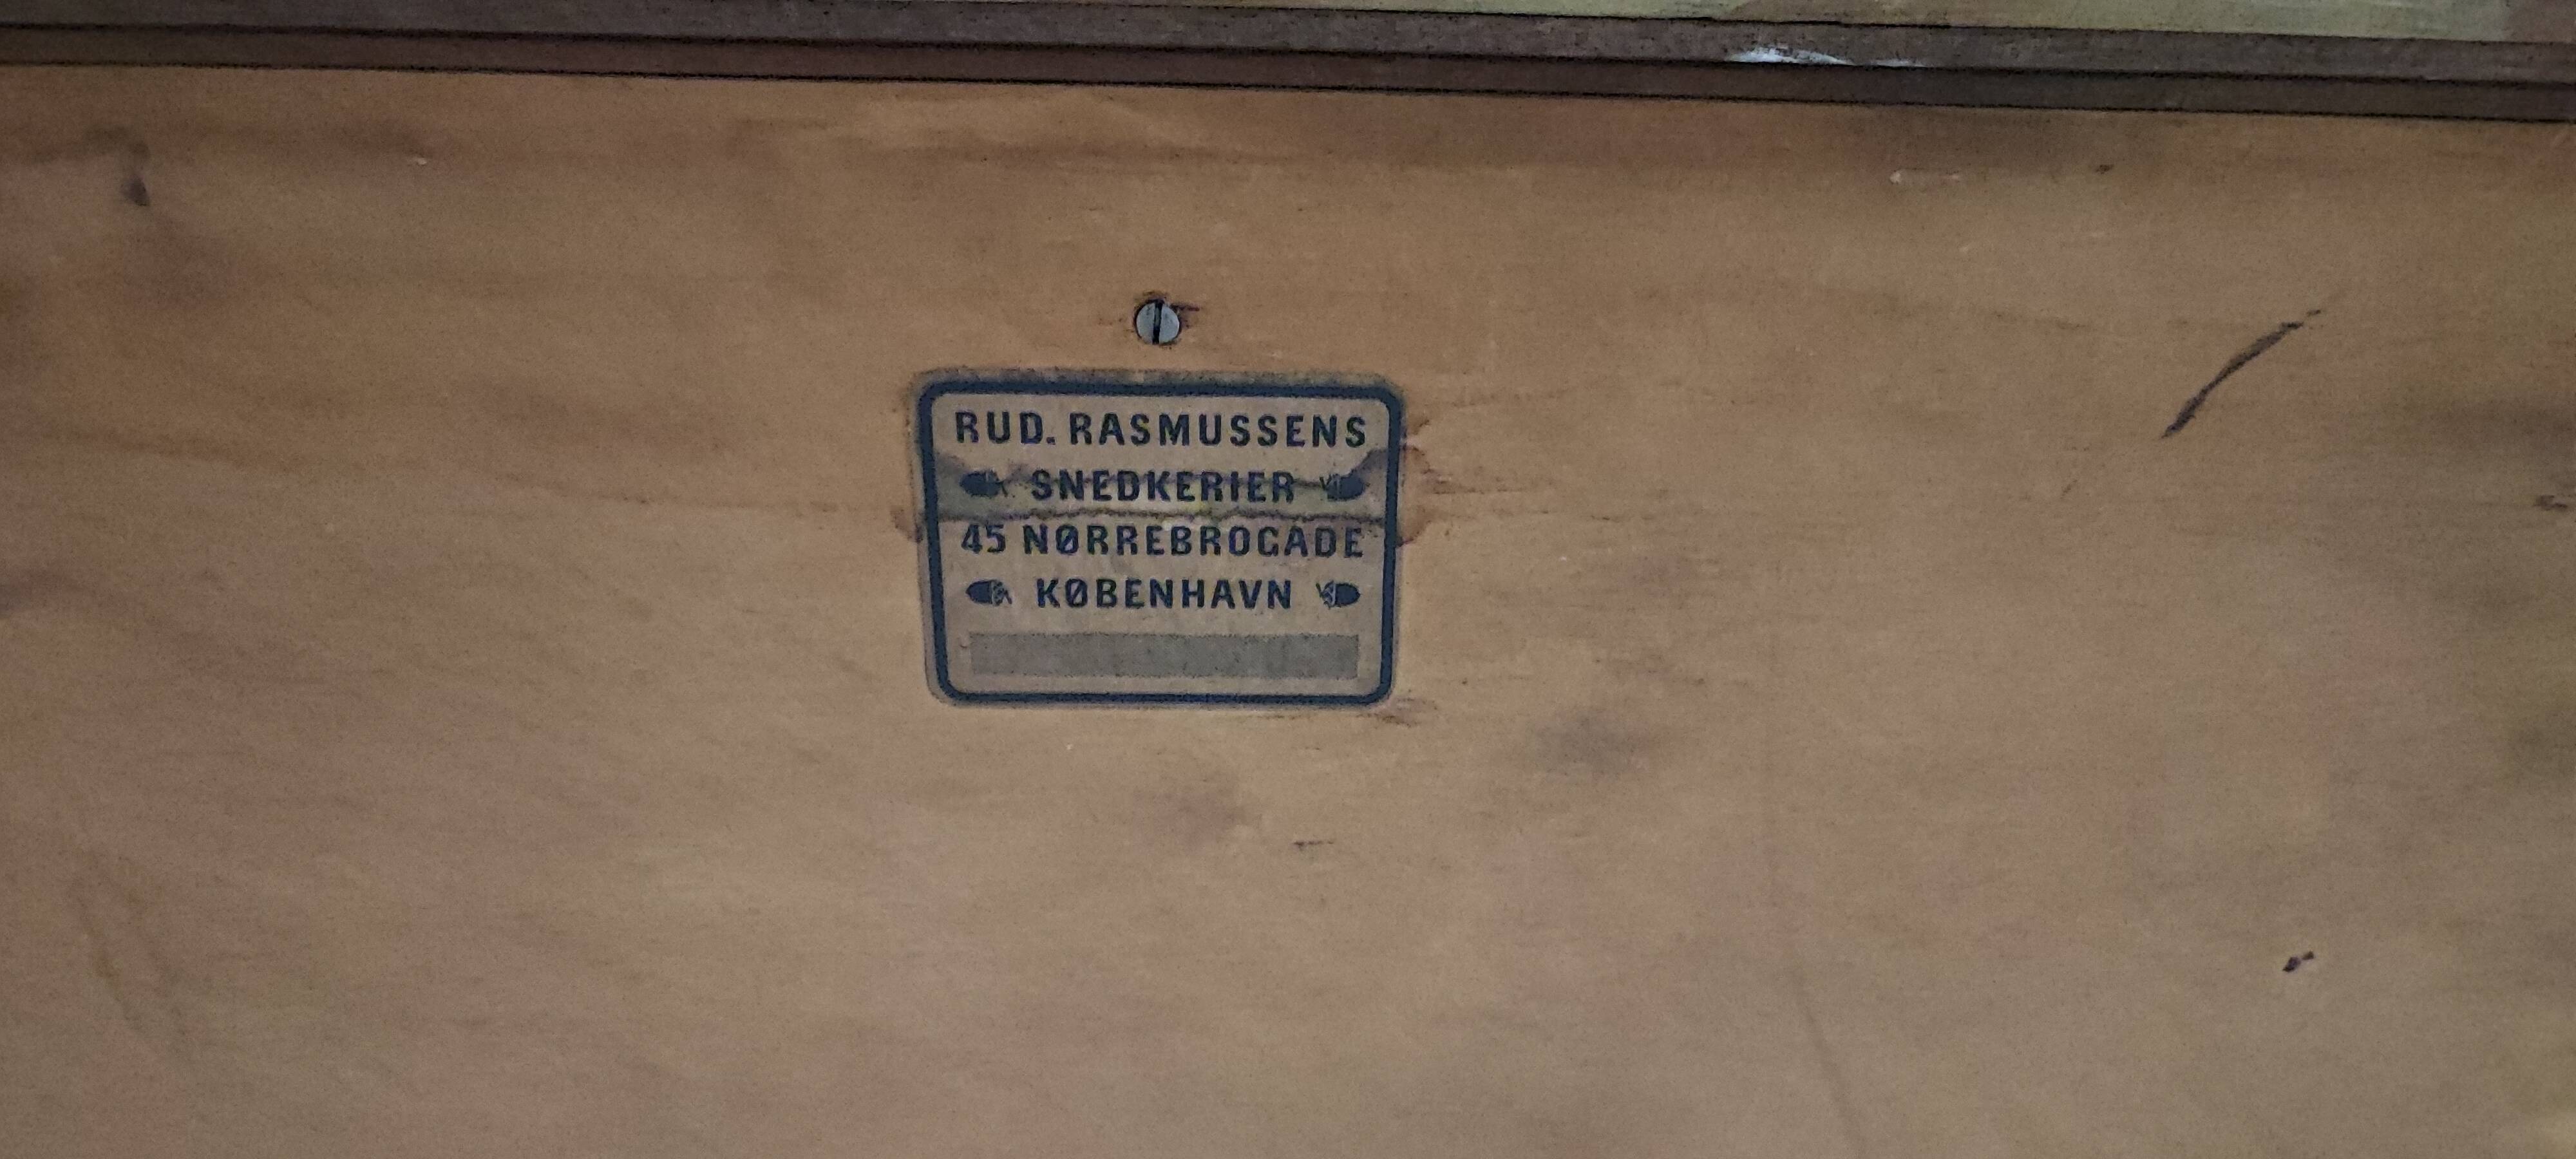 RUD. RASMUSSENS
SNEDKERIER
45 NØRREBROGADE
KØBENHAVN